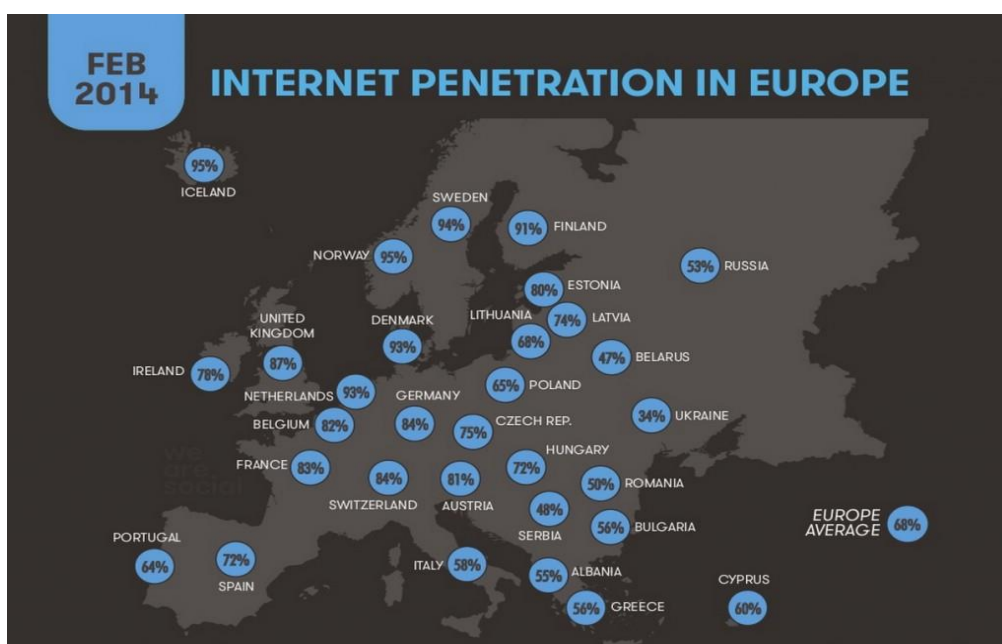 FEB
2014
INTERNET PENETRATION IN EUROPE
95%
ICELAND
SWEDEN
94%
91% FINLAND
NORWAY 95%
53% RUSSIA
80% ESTONIA
LITHUANIA
68%
74% LATVIA
UNITED
KINGDOM
87%
DENMARK
93%
47% BELARUS
IRELAND 78%
NETHERLANDS 93%
GERMANY
84%
65% POLAND
BELGIUM 82%
75% CZECH REP.
34% UKRAINE
FRANCE 83%
84%
SWITZERLAND
81%
AUSTRIA
HUNGARY
72%
50% ROMANIA
we
are
social
48%
SERBIA
56% BULGARIA
EUROPE
AVERAGE 68%
PORTUGAL
64%
72%
SPAIN
ITALY 58%
55% ALBANIA
56% GREECE
CYPRUS
60%